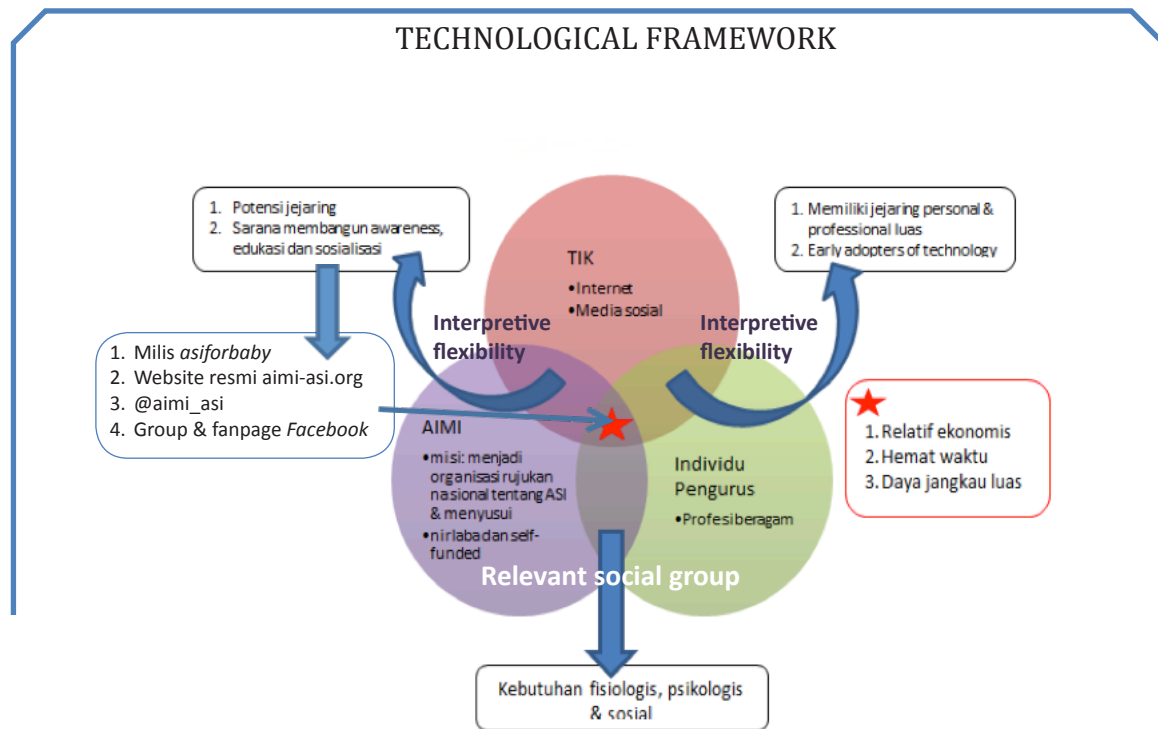 TECHNOLOGICAL FRAMEWORK
1. Potensi jejaring
2. Sarana membangun awareness,
edukasi dan sosialisasi
1. Memiliki jejaring personal &
professional luas
2. Early adopters of technology
TIK
•Internet
•Media sosial
Interpretive
flexibility
Interpretive
flexibility
1. Milis asiforbaby
2. Website resmi aimi-asi.org
3. @aimi_asi
4. Group & fanpage Facebook
AIMI
•misi: menjadi
organisasi rujukan
nasional tentang ASI
& menyusui
•nirlaba dan self-
funded
Individu
Pengurus
•Profesi beragam
1. Relatif ekonomis
2. Hemat waktu
3. Daya jangkau luas
Relevant social group
Kebutuhan fisiologis, psikologis
& sosial